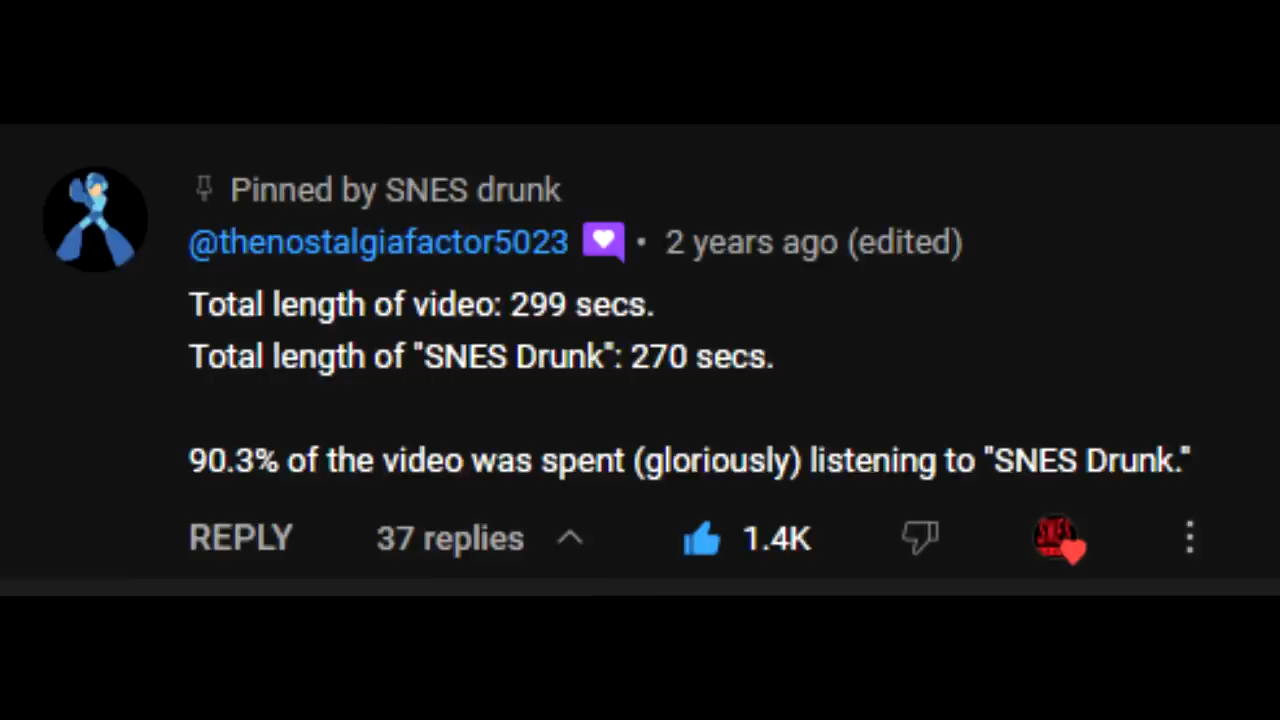 Pinned by SNES drunk
@thenostalgiafactor5023 • 2 years ago (edited)
Total length of video: 299 secs.
Total length of "SNES Drunk": 270 secs.
90.3% of the video was spent (gloriously) listening to "SNES Drunk."
REPLY 37 replies 1.4K
SNES